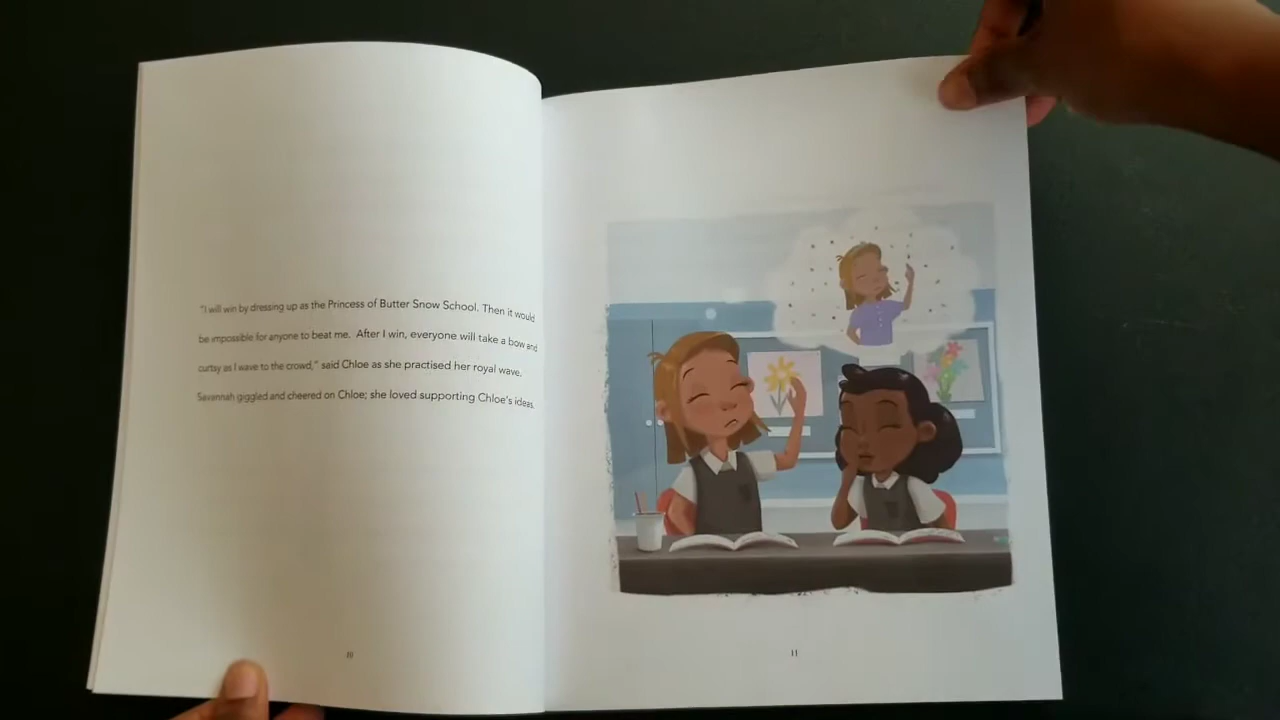 "I will win by dressing up as the Princess of Butter Snow School. Then it would
be impossible for anyone to beat me. After I win, everyone will take a bow and
curtsy as I wave to the crowd," said Chloe as she practised her royal wave.
Savannah giggled and cheered on Chloe; she loved supporting Chloe's ideas.
10
11